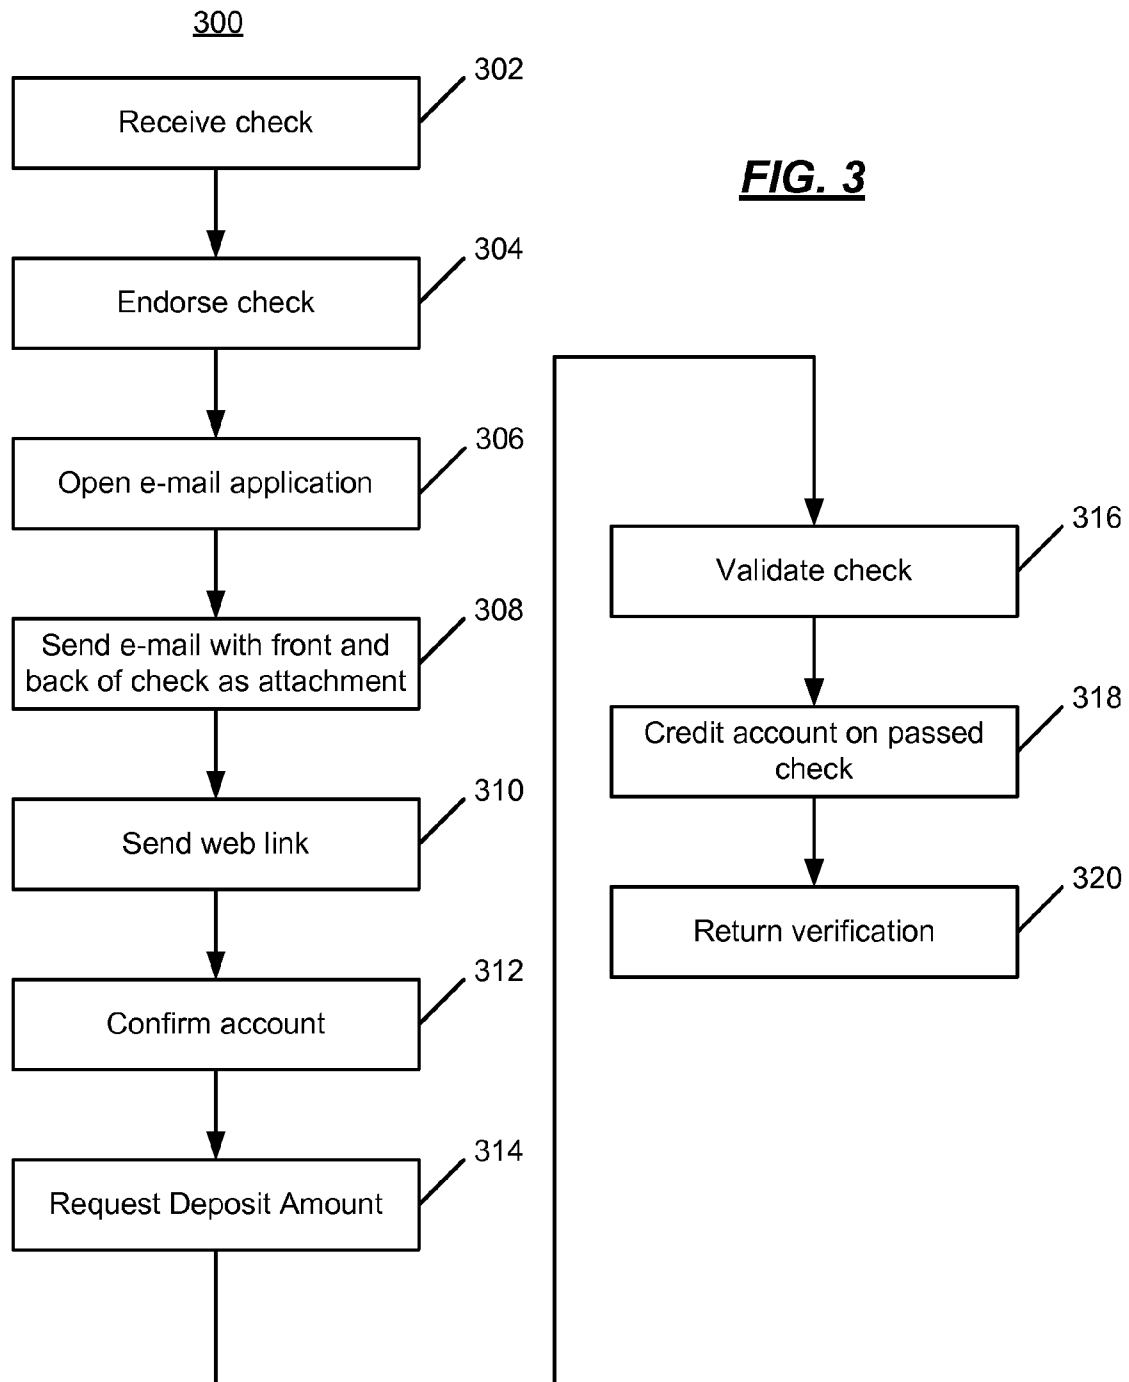 300
302
Receive check
FIG. 3
304
Endorse check
306
Open e-mail application
308
Send e-mail with front and
back of check as attachment
310
Send web link
312
Confirm account
314
Request Deposit Amount
316
Validate check
318
Credit account on passed
check
320
Return verification